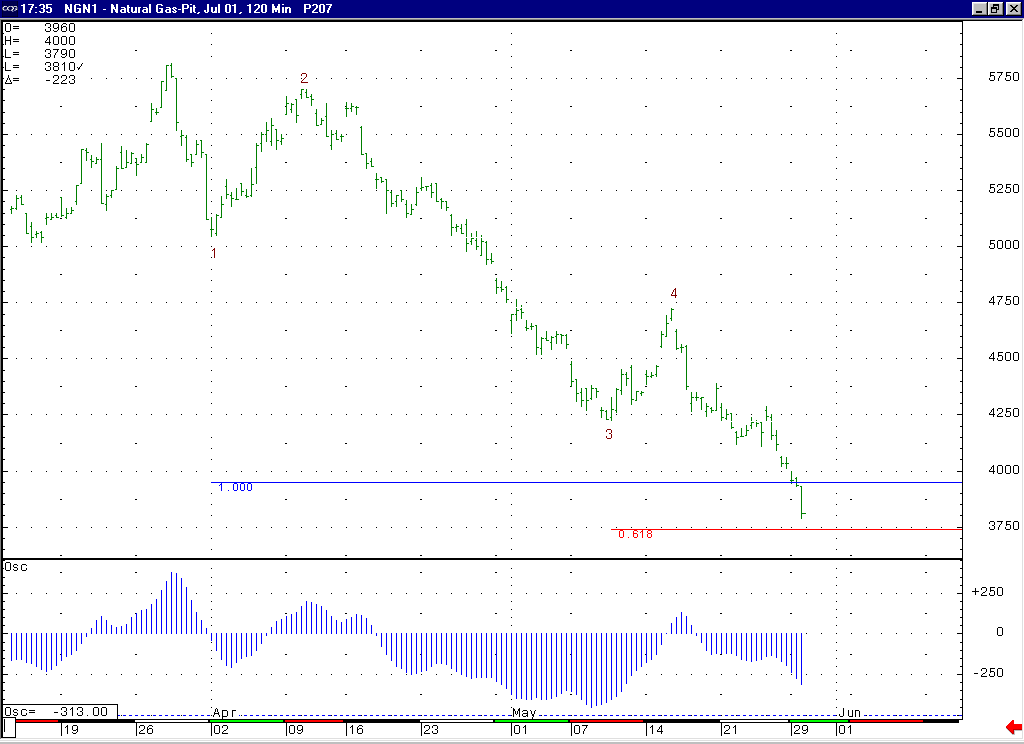 CQG 17:35 NGN1 - Natural Gas-Pit, Jul 01, 120 Min P207
O= 3960
H= 4000
L= 3790
L= 3810✓
Δ= -223
2
5750
5500
5250
5000
1
4
4750
4500
4250
3
4000
1.000
3750
0.618
Osc
+250
0
-250
Osc= -313.00
Apr May Jun
19 26 02 09 16 23 01 07 14 21 29 01